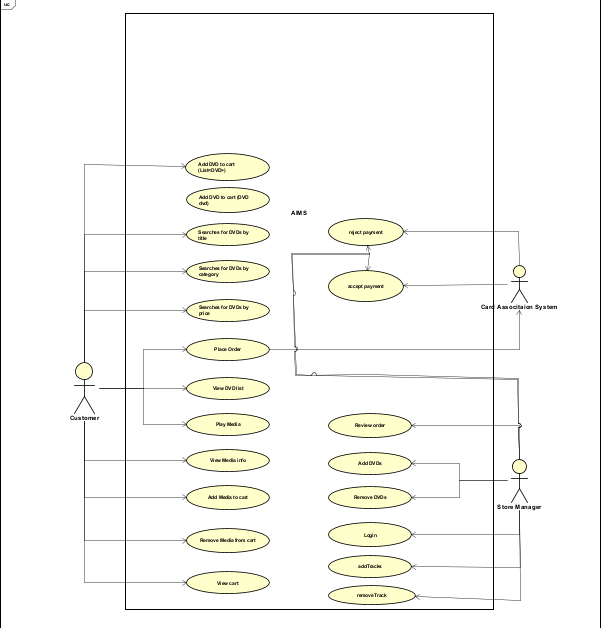 uc
Add DVD to cart
(List<DVD>)
Add DVD to cart (DVD
dvd)
AIMS
Searches for DVDs by
title
reject payment
Searches for DVDs by
category
accept payment
Card Associtaion System
Searches for DVDs by
price
Place Order
View DVD list
Customer
Play Media
Review order
View Media info
Add DVDs
Add Media to cart
Remove DVDs
Store Manager
Login
Remove Media from cart
addTracks
View cart
removeTrack